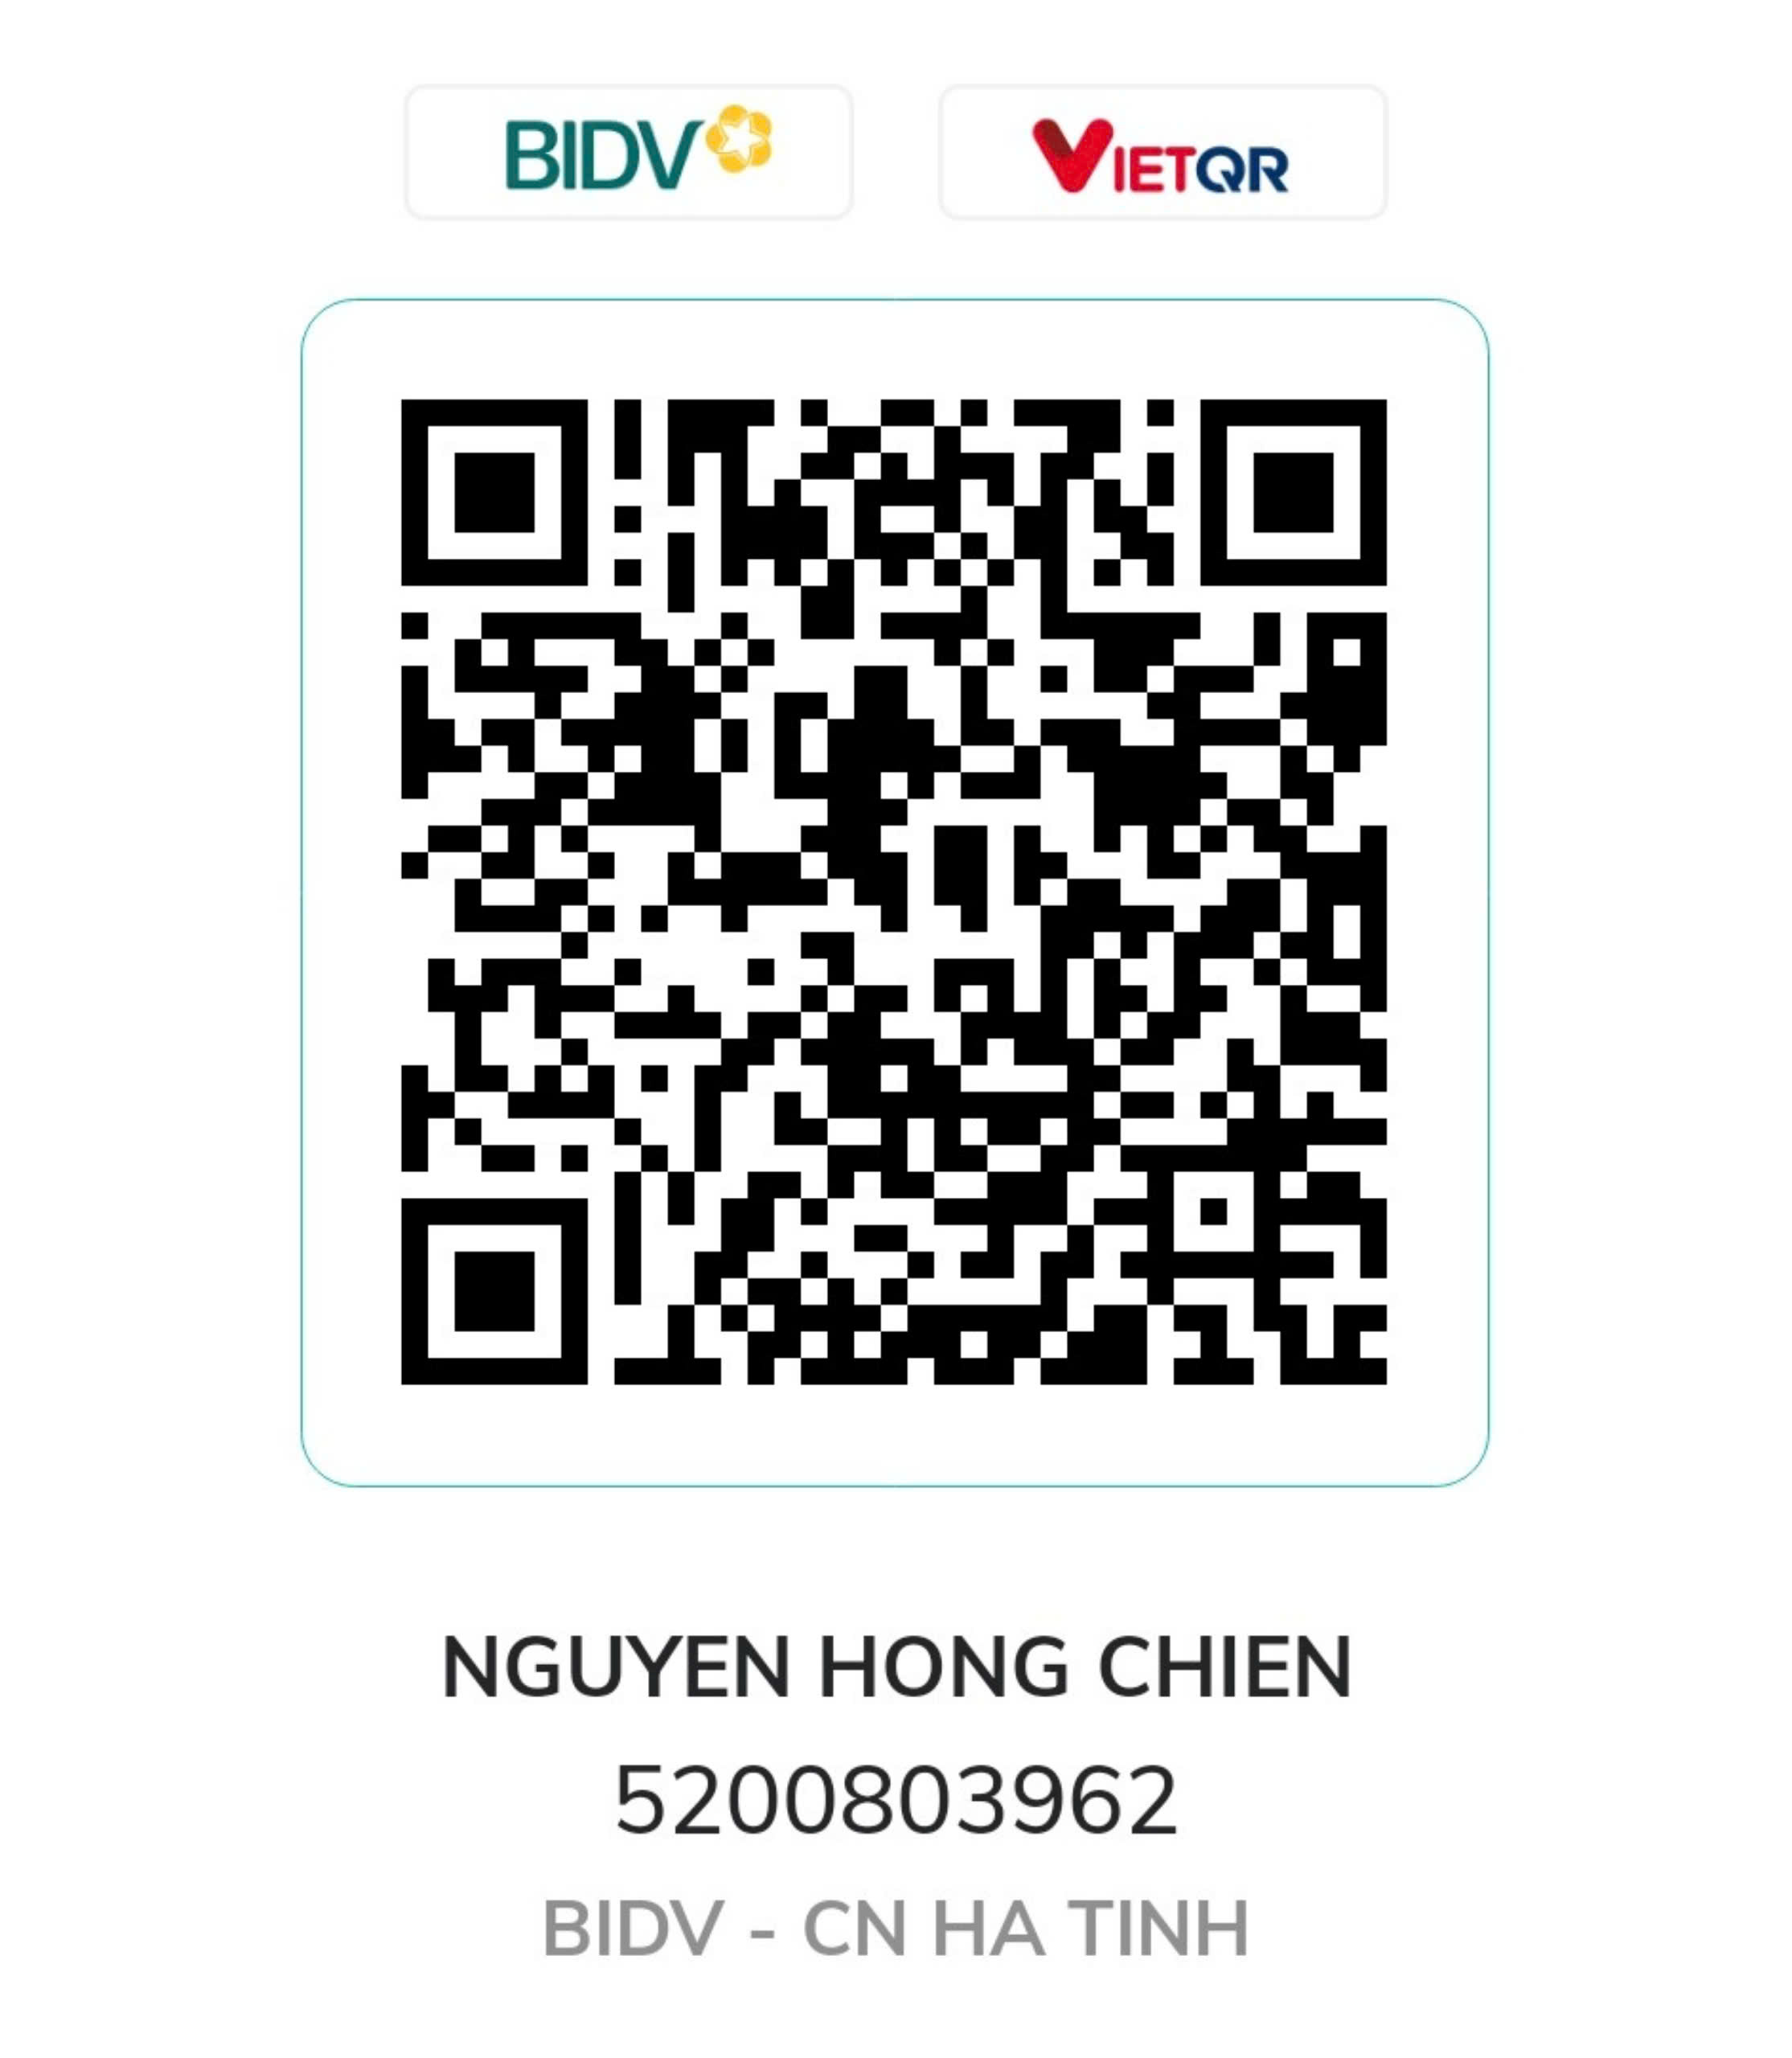 BIDV
VIETQR
NGUYEN HONG CHIEN
5200803962
BIDV - CN HA TINH